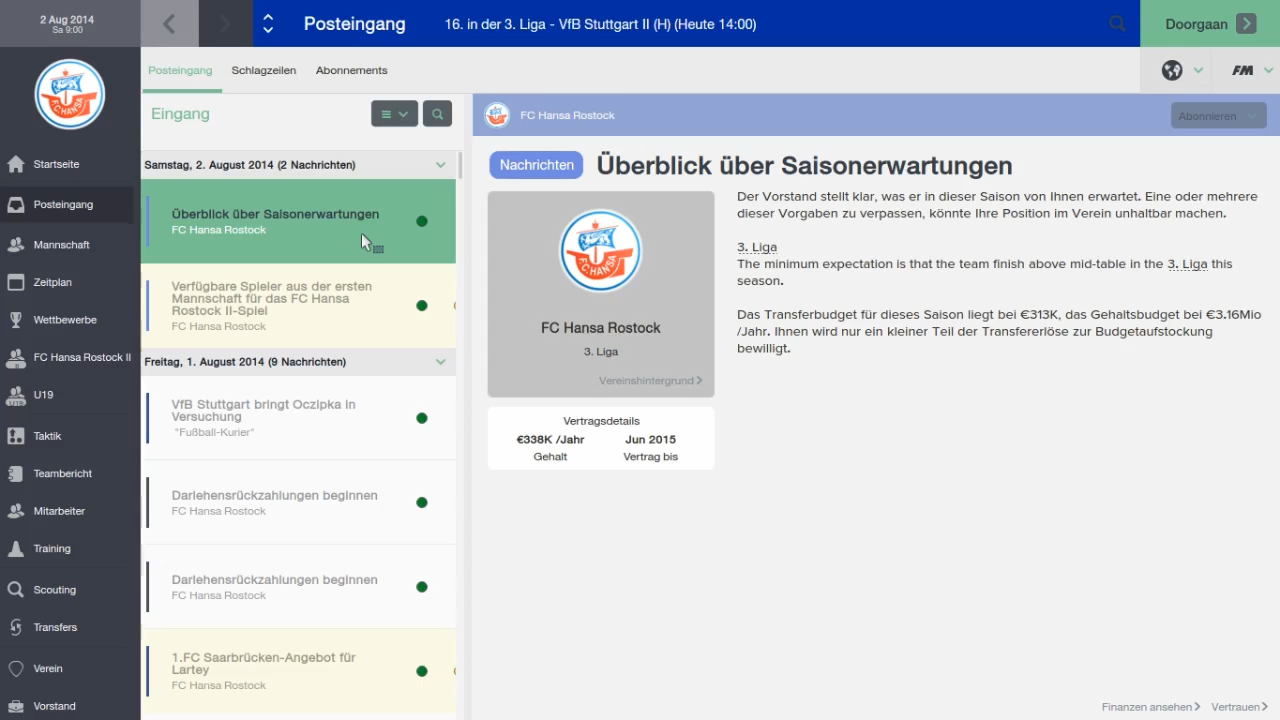 2 Aug 2014
Sa 9:00
Posteingang
16. in der 3. Liga - VfB Stuttgart II (H) (Heute 14:00)
Doorgaan
Posteingang
Schlagzeilen
Abonnements
FM
FC HANSA
Startseite
Posteingang
Mannschaft
Zeitplan
Wettbewerbe
FC Hansa Rostock II
U19
Taktik
Teambericht
Mitarbeiter
Training
Scouting
Transfers
Verein
Vorstand
Eingang
Samstag, 2. August 2014 (2 Nachrichten)
Überblick über Saisonerwartungen
FC Hansa Rostock
Verfügbare Spieler aus der ersten
Mannschaft für das FC Hansa
Rostock II-Spiel
FC Hansa Rostock
Freitag, 1. August 2014 (9 Nachrichten)
VfB Stuttgart bringt Oczipka in
Versuchung
"Fußball-Kurier"
Darlehensrückzahlungen beginnen
FC Hansa Rostock
Darlehensrückzahlungen beginnen
FC Hansa Rostock
1.FC Saarbrücken-Angebot für
Lartey
FC Hansa Rostock
FC Hansa Rostock
Abonnieren
Nachrichten
Überblick über Saisonerwartungen
FC HANSA
FC Hansa Rostock
3. Liga
Vereinshintergrund
Vertragsdetails
€338K /Jahr
Jun 2015
Gehalt
Vertrag bis
Der Vorstand stellt klar, was er in dieser Saison von Ihnen erwartet. Eine oder mehrere
dieser Vorgaben zu verpassen, könnte Ihre Position im Verein unhaltbar machen.
3. Liga
The minimum expectation is that the team finish above mid-table in the 3. Liga this
season.
Das Transferbudget für dieses Saison liegt bei €313K, das Gehaltsbudget bei €3.16Mio
/Jahr. Ihnen wird nur ein kleiner Teil der Transfererlöse zur Budgetaufstockung
bewilligt.
Finanzen ansehen
Vertrauen